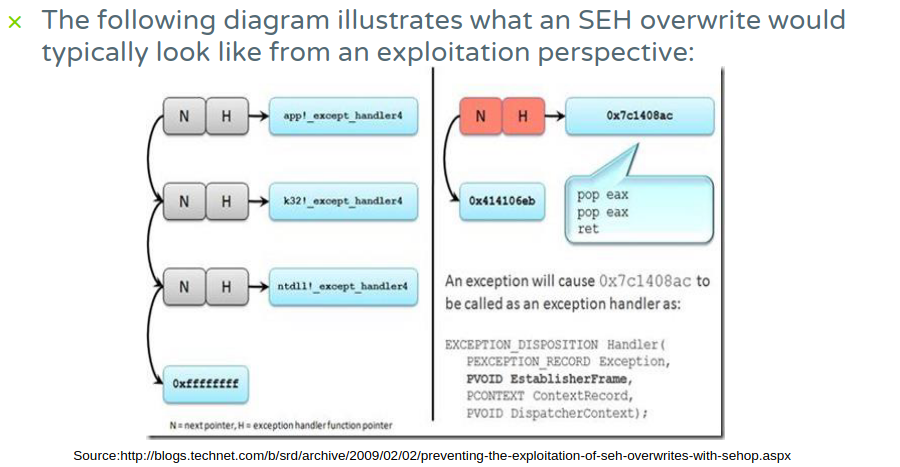 × The following diagram illustrates what an SEH overwrite would
typically look like from an exploitation perspective:
N H app!_except_handler4
N H k32!_except_handler4
N H ntdll!_except_handler4
0xffffffff
N = next pointer, H = exception handler function pointer
N H 0x7c1408ac
0x414106eb
pop eax
pop eax
ret
An exception will cause 0x7c1408ac to
be called as an exception handler as:
EXCEPTION_DISPOSITION Handler(
PEXCEPTION_RECORD Exception,
PVOID EstablisherFrame,
PCONTEXT ContextRecord,
PVOID DispatcherContext);
Source:http://blogs.technet.com/b/srd/archive/2009/02/02/preventing-the-exploitation-of-seh-overwrites-with-sehop.aspx